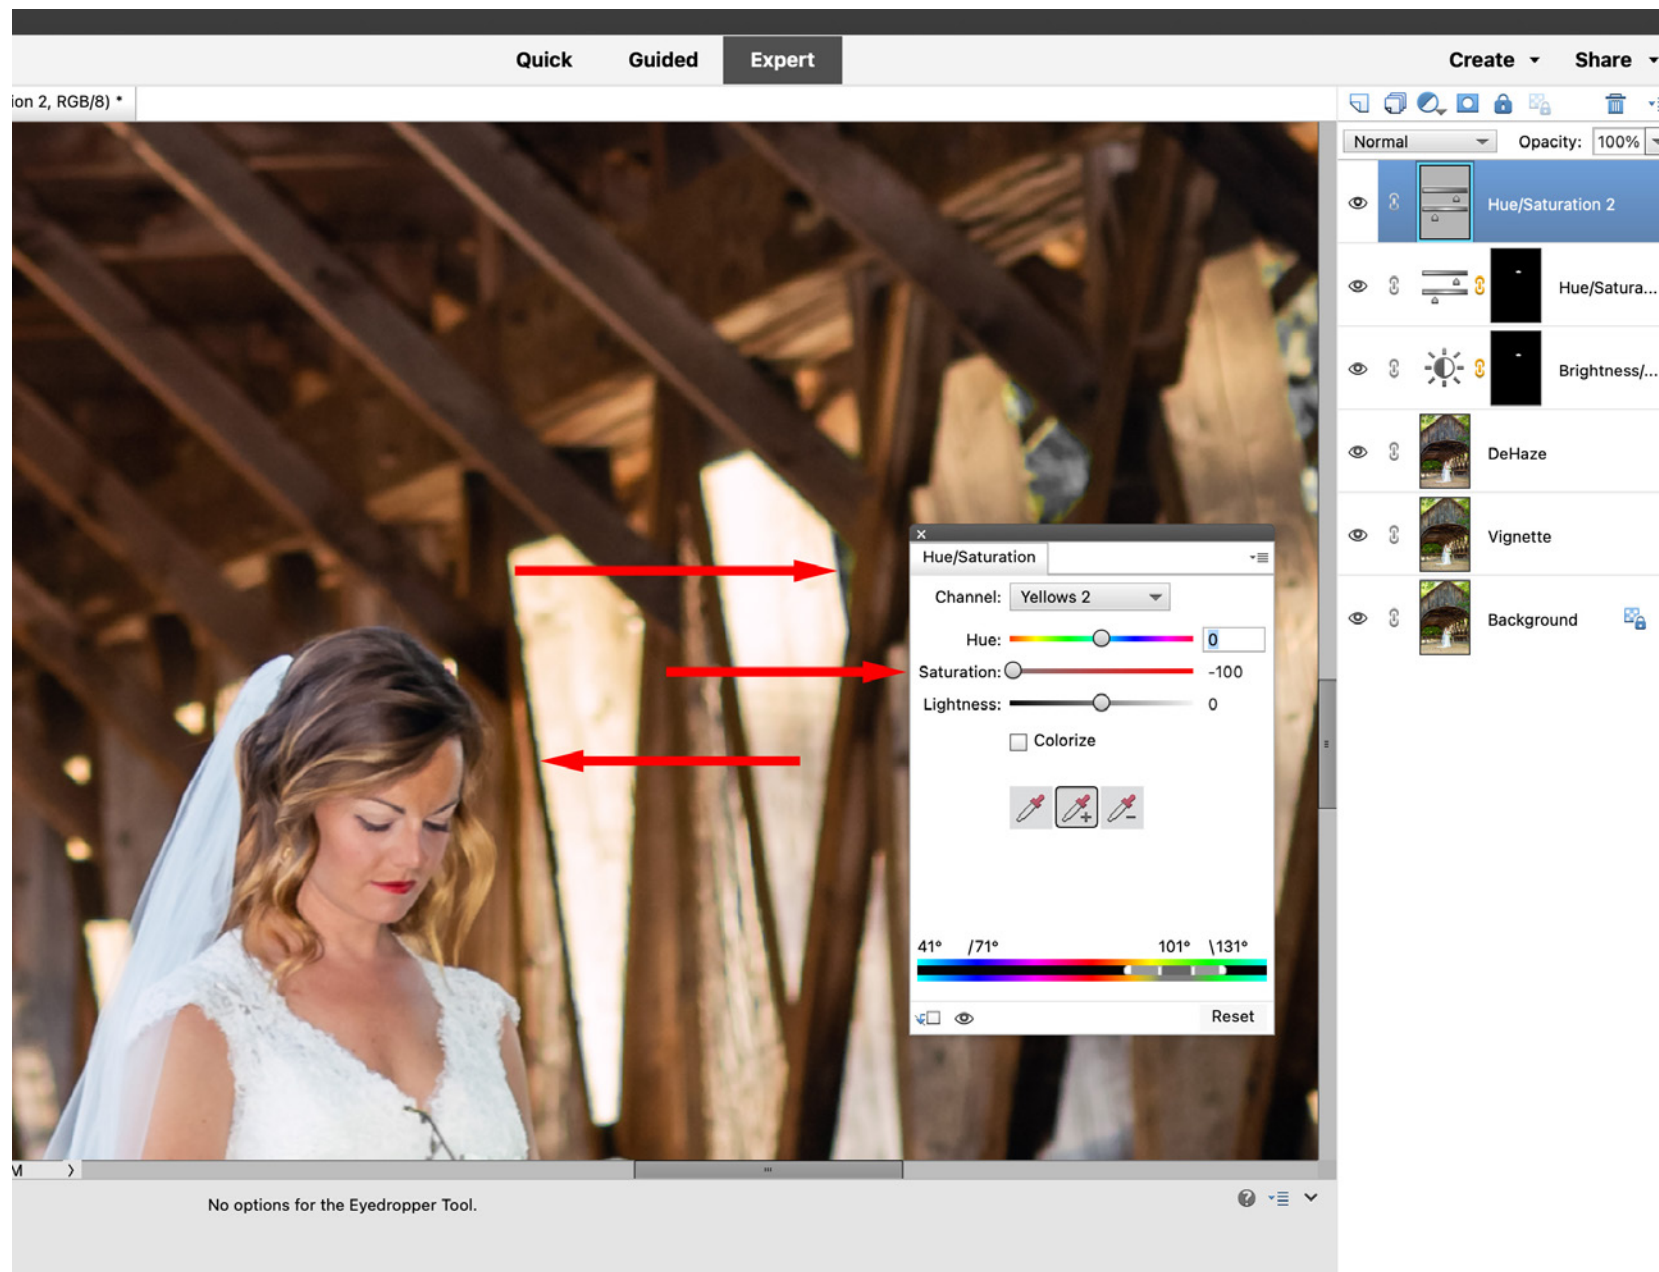 Quick Guided Expert Create Share
ion 2, RGB/8) *
Normal Opacity: 100%
Hue/Saturation 2
Hue/Satura...
Brightness/...
DeHaze
Vignette
Background
Hue/Saturation
Channel: Yellows 2
Hue: 0
Saturation: -100
Lightness: 0
Colorize
41° /71° 101° \131°
Reset
M
No options for the Eyedropper Tool.